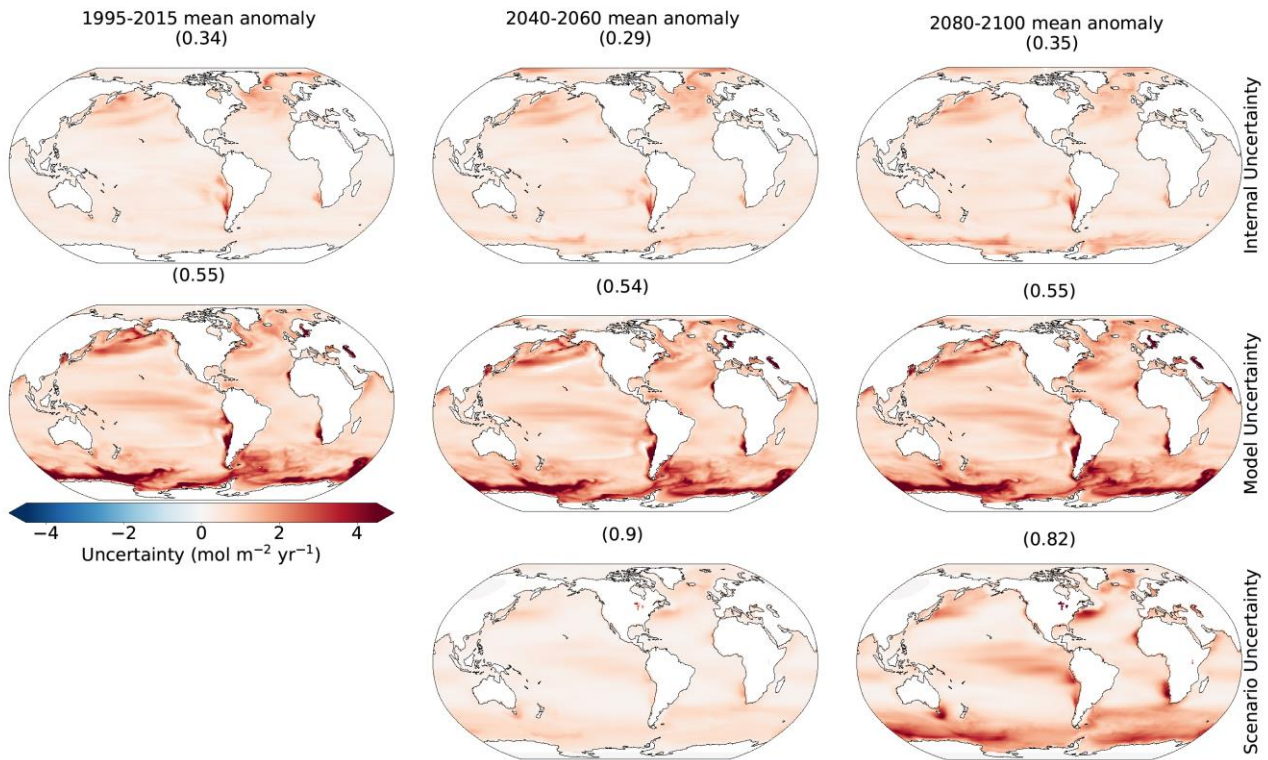 1995-2015 mean anomaly
(0.34)
2040-2060 mean anomaly
(0.29)
2080-2100 mean anomaly
(0.35)
Internal Uncertainty
(0.55)
(0.54)
(0.55)
Model Uncertainty
−4 −2 0 2 4
Uncertainty (mol m⁻² yr⁻¹)
(0.9)
(0.82)
Scenario Uncertainty